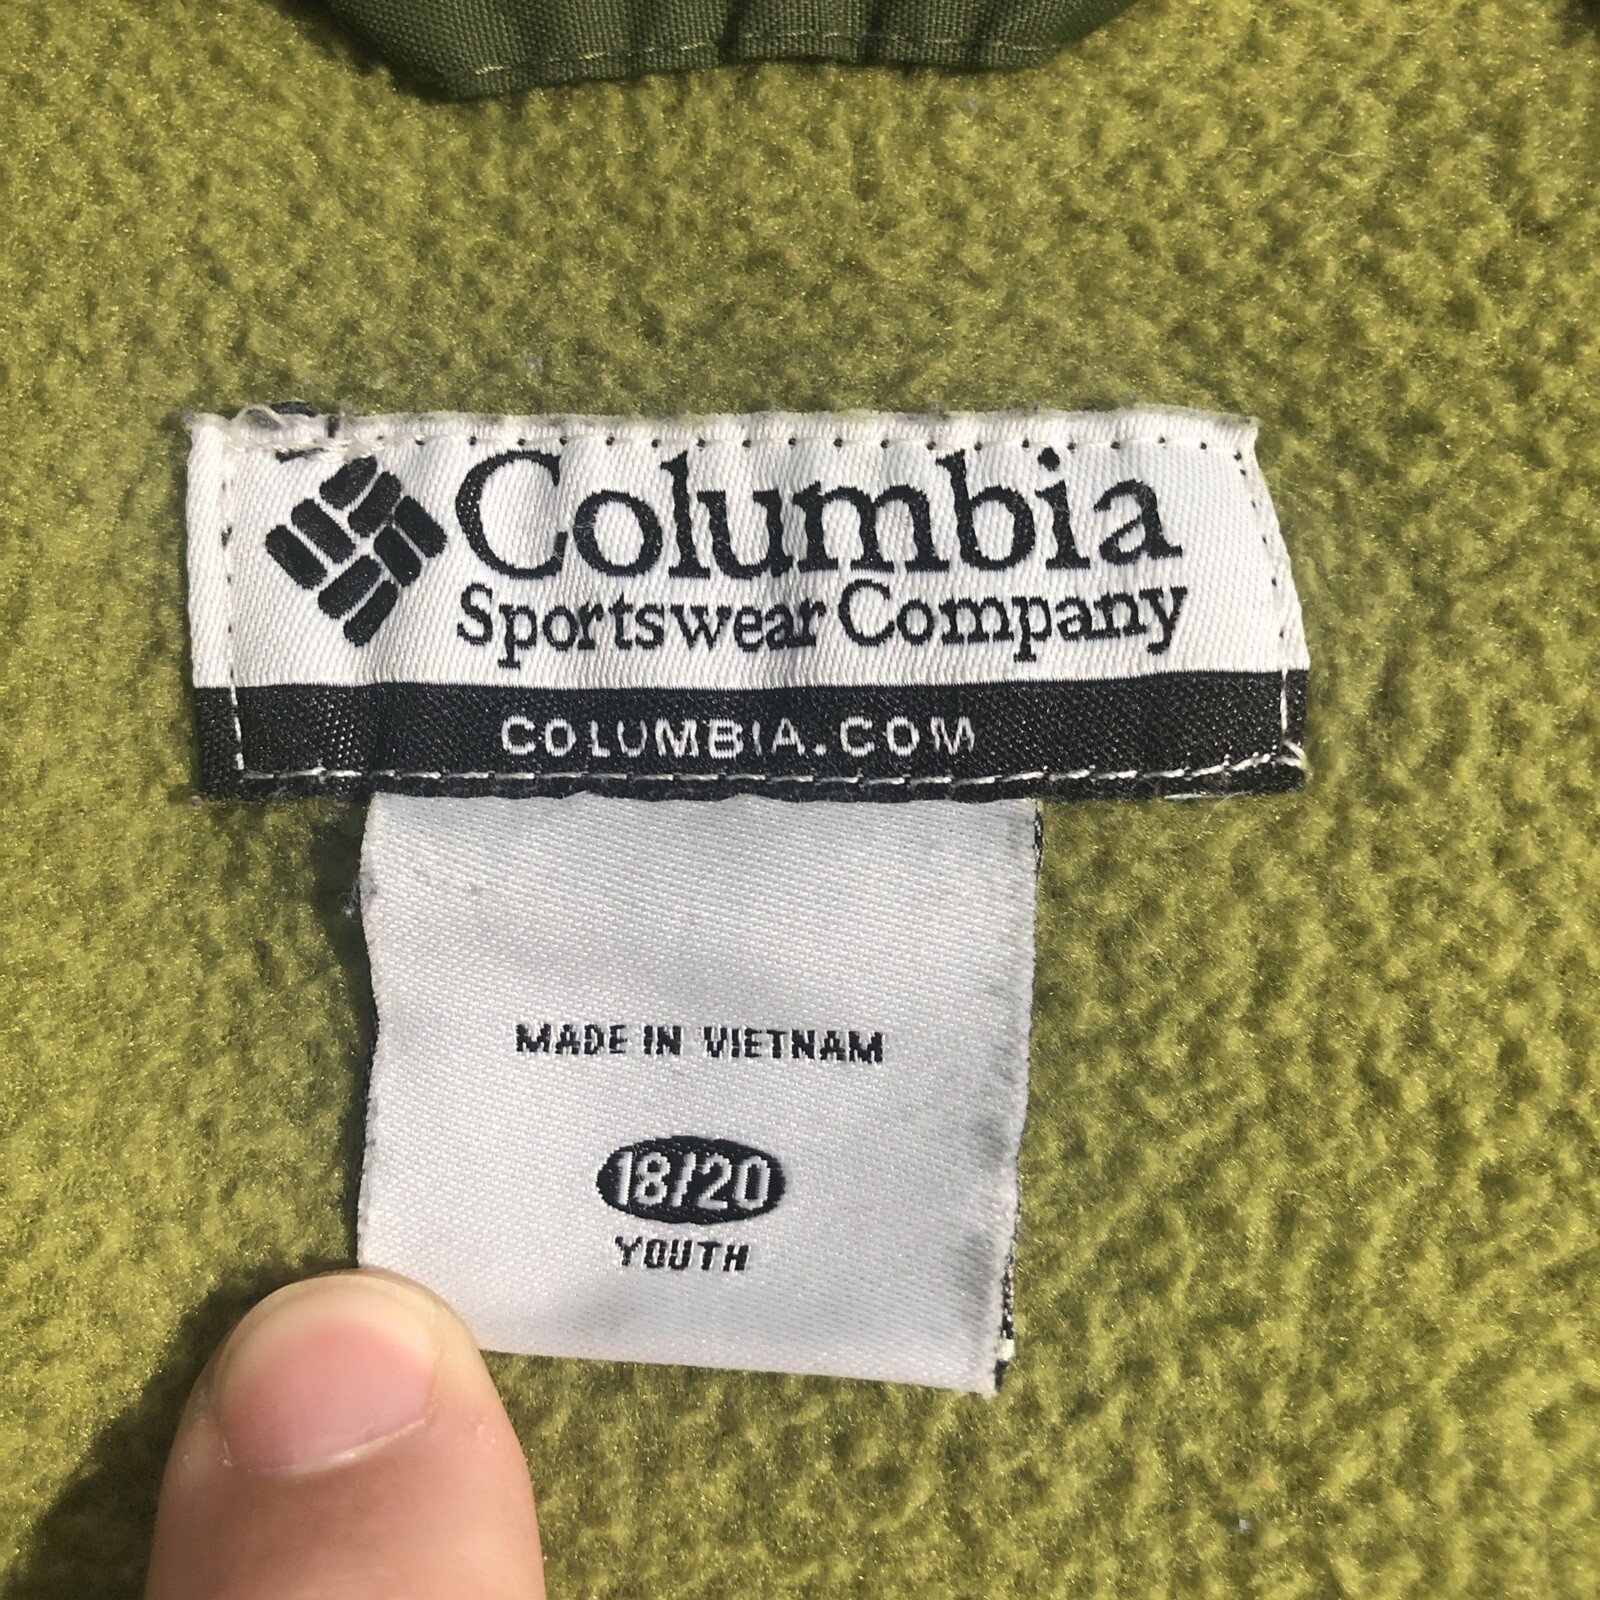 Columbia
Sportswear Company
COLUMBIA.COM
MADE IN VIETNAM
18/20
YOUTH